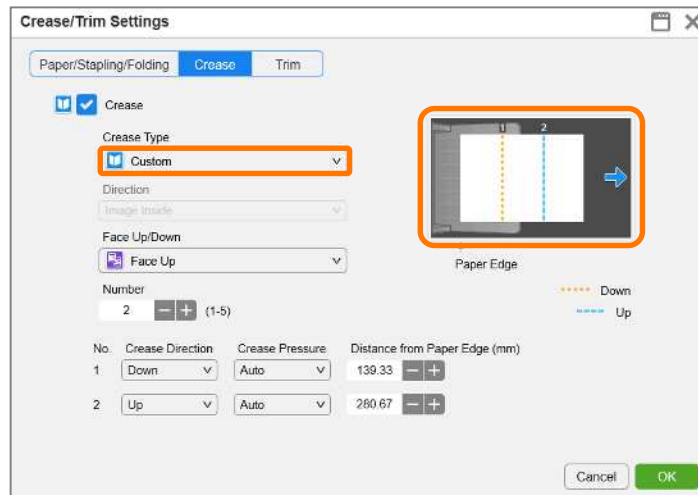 Crease/Trim Settings
Paper/Stapling/Folding Crease Trim
Crease
Crease Type
Custom
Direction
Image Inside
Face Up/Down
Face Up
Number
2 (1-5)
1 2
Paper Edge
Down
Up
No. Crease Direction Crease Pressure Distance from Paper Edge (mm)
1 Down Auto 139.33
2 Up Auto 280.67
Cancel OK